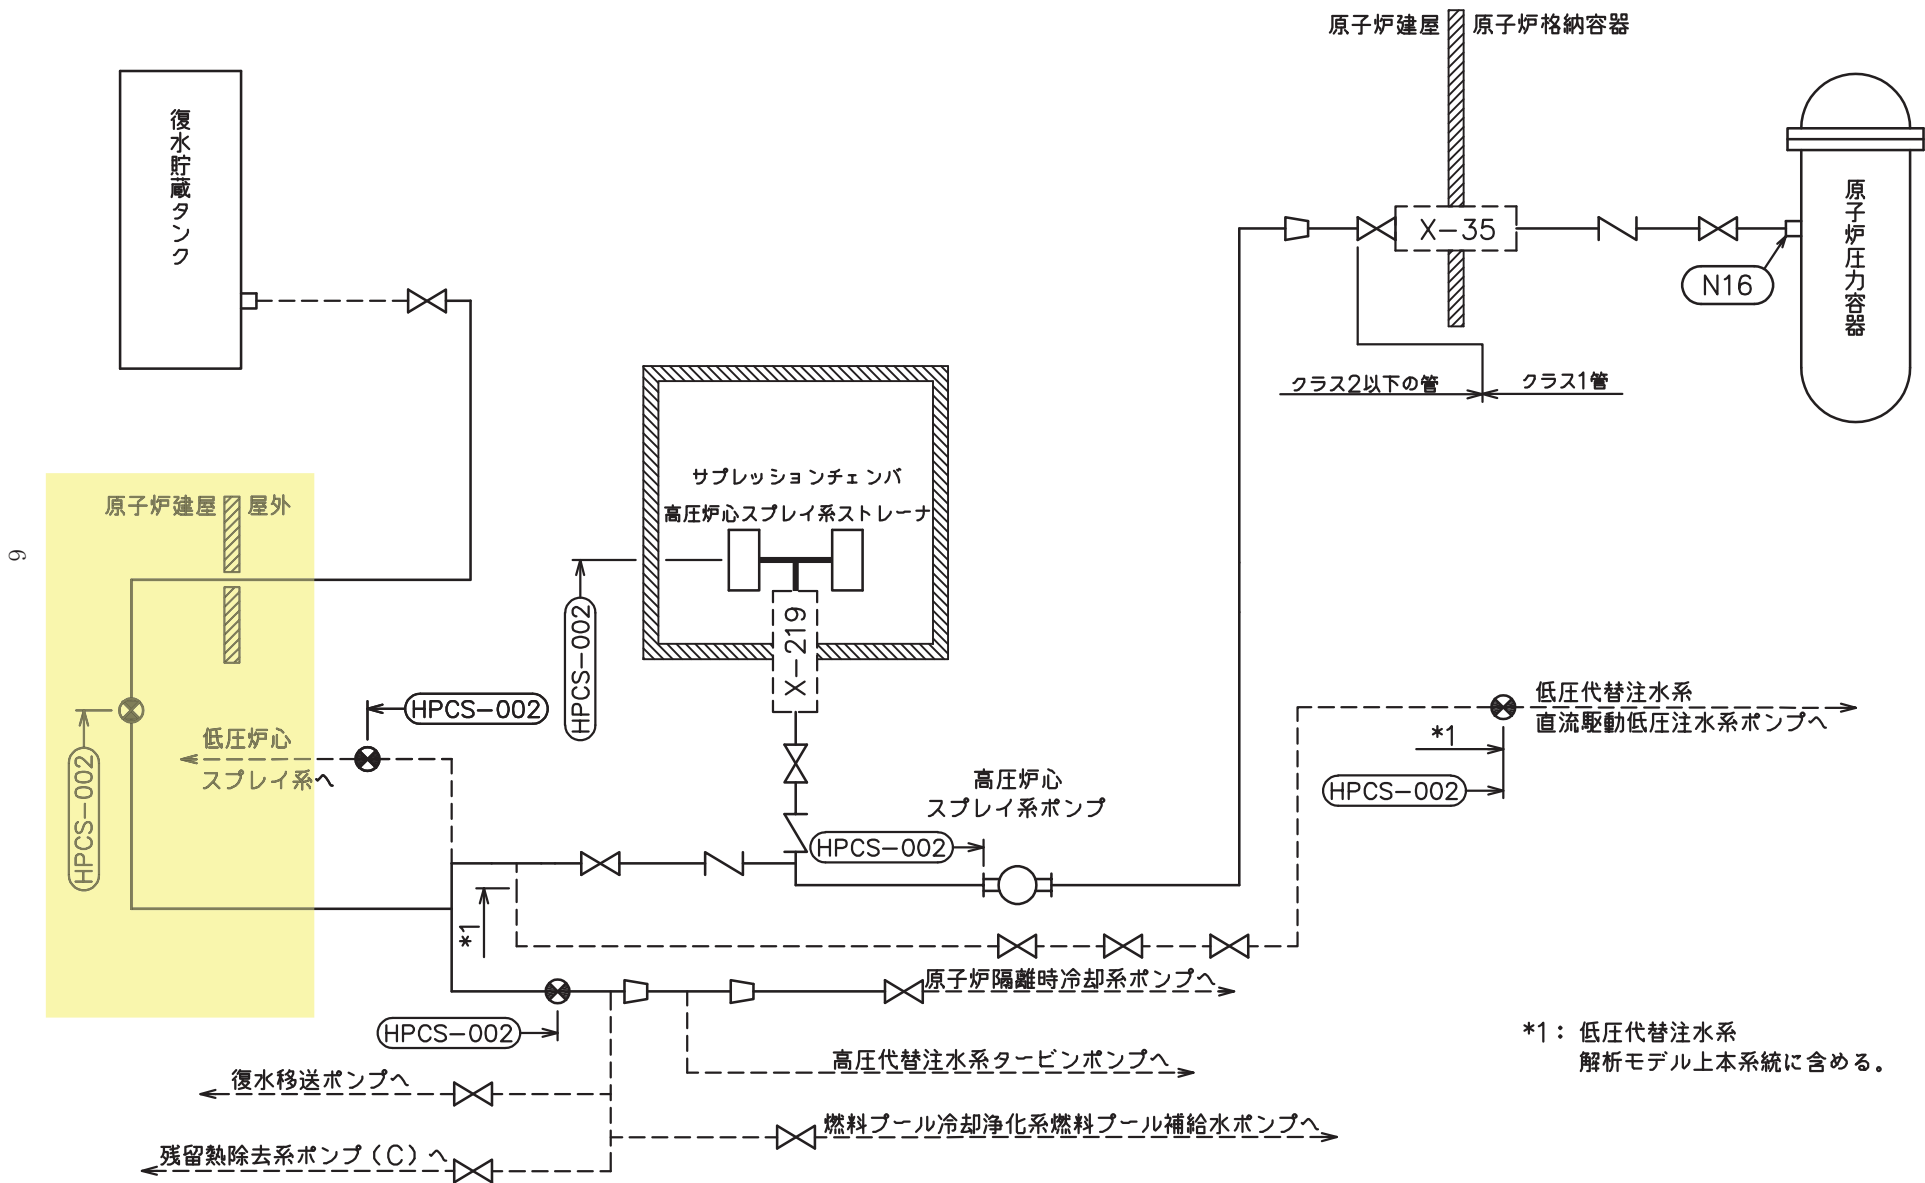 原子炉建屋
原子炉格納容器
復水貯蔵タンク
原子炉圧力容器
X-35
N16
クラス2以下の管
クラス1管
サプレッションチェンバ
高圧炉心スプレイ系ストレーナ
原子炉建屋
屋外
X-219
HPCS-002
HPCS-002
HPCS-002
低圧炉心
スプレイ系へ
低圧代替注水系
直流駆動低圧注水系ポンプへ
*1
HPCS-002
高圧炉心
スプレイ系ポンプ
HPCS-002
*1
原子炉隔離時冷却系ポンプへ
HPCS-002
*1: 低圧代替注水系
解析モデル上本系統に含める。
高圧代替注水系タービンポンプへ
復水移送ポンプへ
燃料プール冷却浄化系燃料プール補給水ポンプへ
残留熱除去系ポンプ(C)へ
9